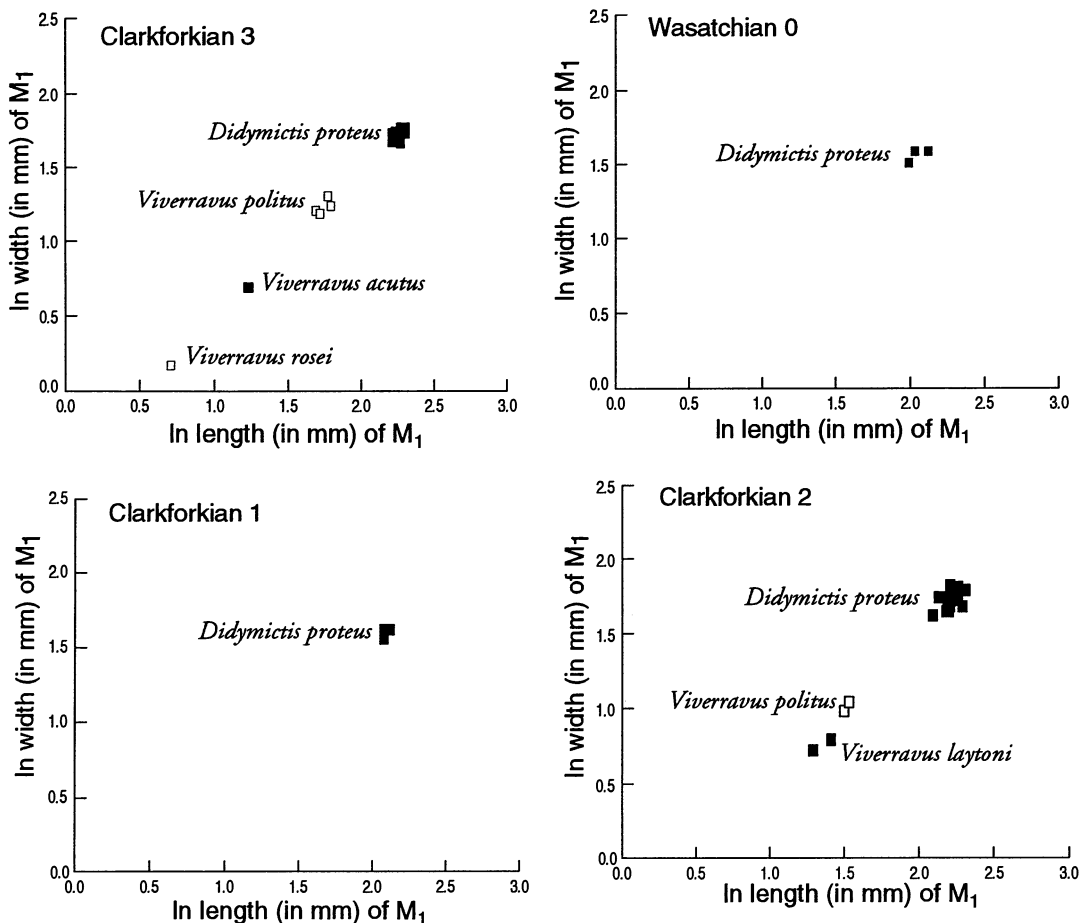 Clarkforkian 3
2.5
2.0
1.5
1.0
0.5
0.0
ln width (in mm) of M1
Didymictis proteus
Viverravus politus
Viverravus acutus
Viverravus rosei
0.0 0.5 1.0 1.5 2.0 2.5 3.0
ln length (in mm) of M1
Wasatchian 0
2.5
2.0
1.5
1.0
0.5
0.0
ln width (in mm) of M1
Didymictis proteus
0.0 0.5 1.0 1.5 2.0 2.5 3.0
ln length (in mm) of M1
Clarkforkian 1
2.5
2.0
1.5
1.0
0.5
0.0
ln width (in mm) of M1
Didymictis proteus
0.0 0.5 1.0 1.5 2.0 2.5 3.0
ln length (in mm) of M1
Clarkforkian 2
2.5
2.0
1.5
1.0
0.5
0.0
ln width (in mm) of M1
Didymictis proteus
Viverravus politus
Viverravus laytoni
0.0 0.5 1.0 1.5 2.0 2.5 3.0
ln length (in mm) of M1